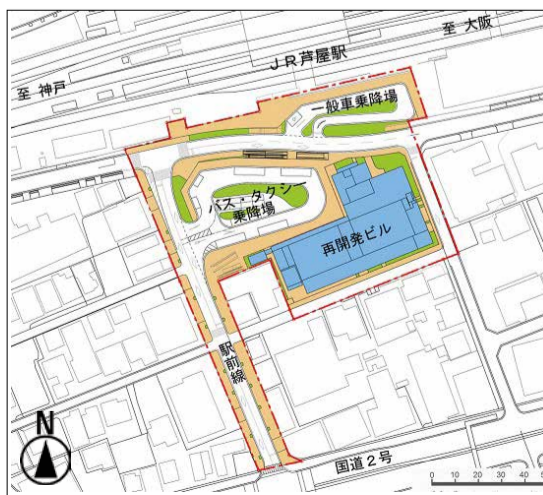 至 大阪
JR芦屋駅
至 神戸
一般車乗降場
バス・タクシー
乗降場
再開発ビル
駅前線
国道2号
N
0 10 20 30 40